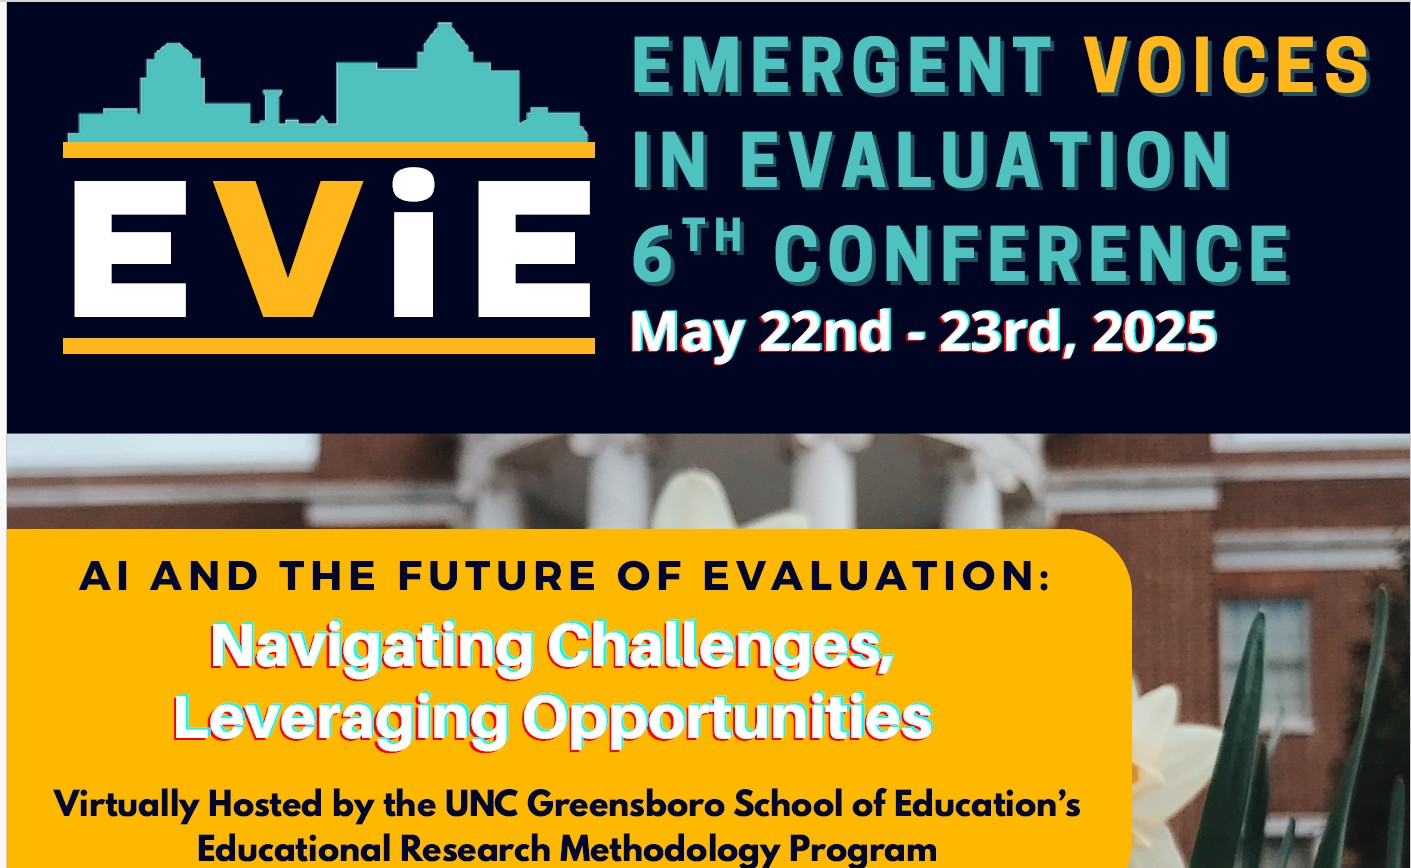 EViE
EMERGENT VOICES
IN EVALUATION
6TH CONFERENCE
May 22nd - 23rd, 2025
AI AND THE FUTURE OF EVALUATION:
Navigating Challenges,
Leveraging Opportunities
Virtually Hosted by the UNC Greensboro School of Education’s
Educational Research Methodology Program